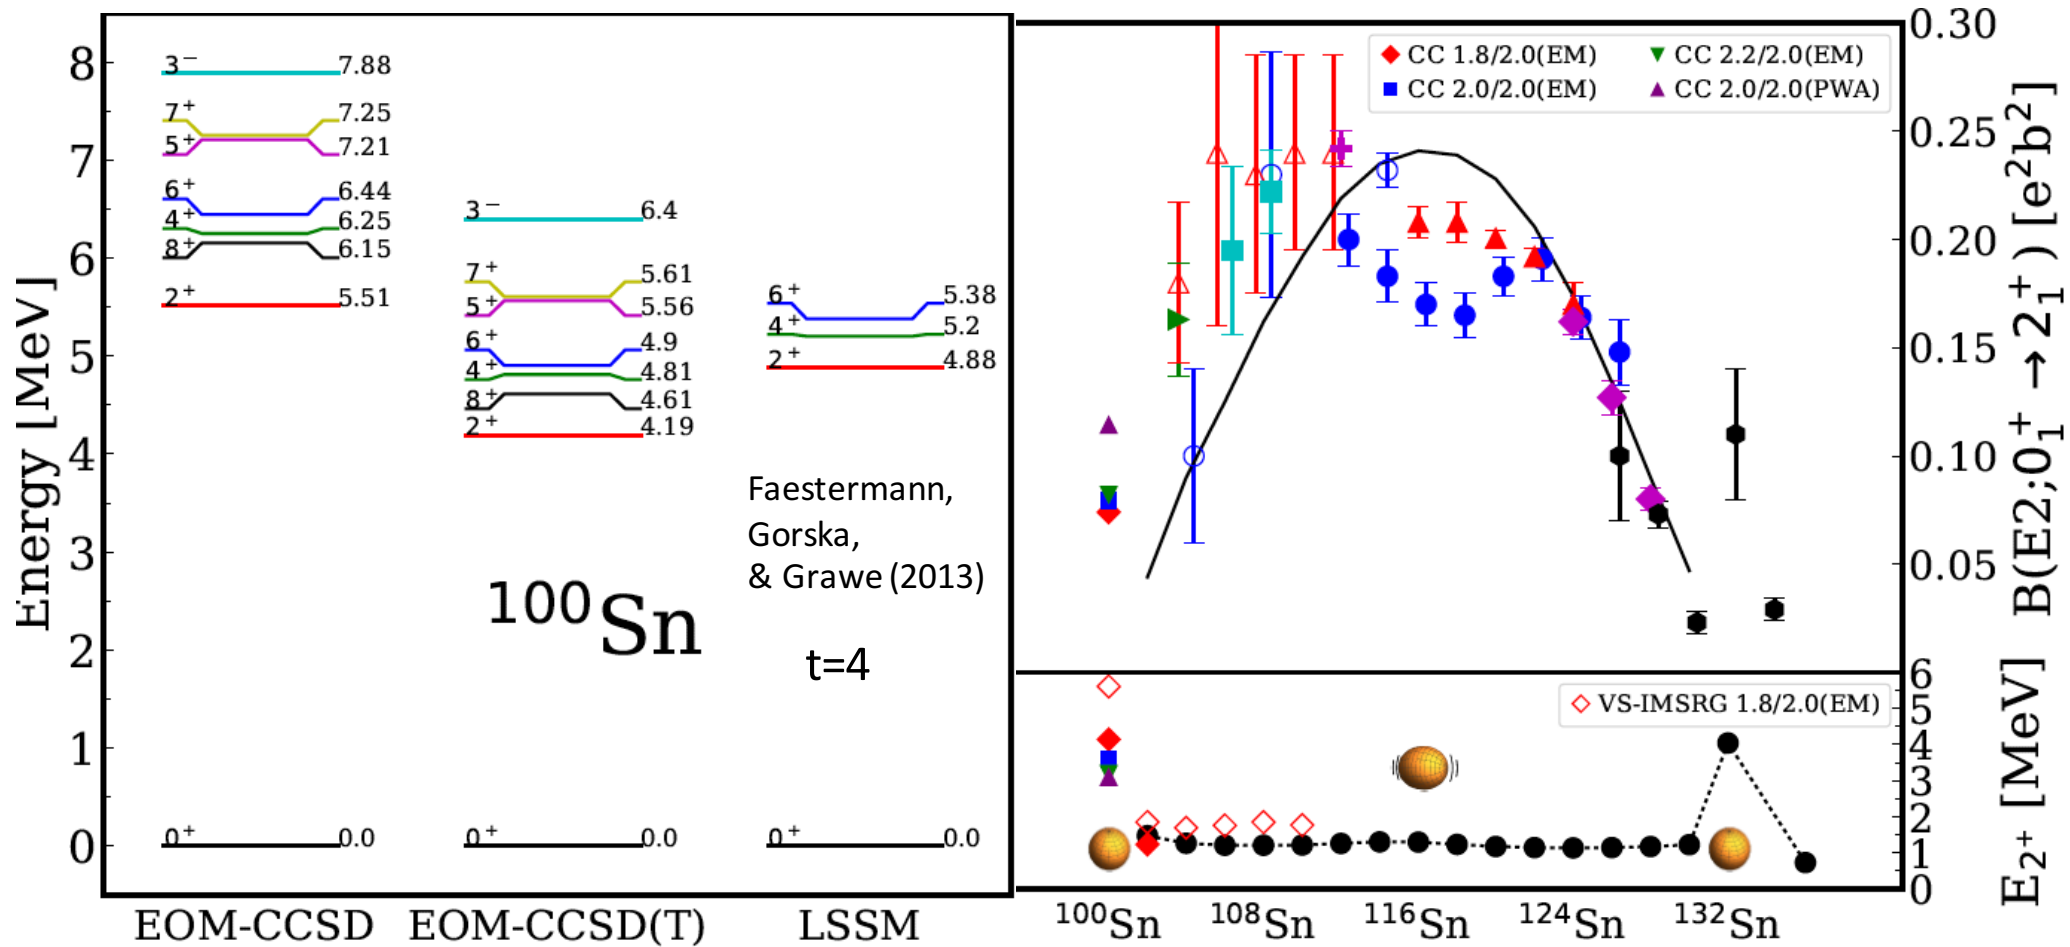 Energy [MeV]
8
7
6
5
4
3
2
1
0
3⁻ 7.88
7⁺ 7.25
5⁺ 7.21
6⁺ 6.44
4⁺ 6.25
8⁺ 6.15
2⁺ 5.51
0⁺ 0.0
EOM-CCSD
3⁻ 6.4
7⁺ 5.61
5⁺ 5.56
6⁺ 4.9
4⁺ 4.81
8⁺ 4.61
2⁺ 4.19
0⁺ 0.0
EOM-CCSD(T)
6⁺ 5.38
4⁺ 5.2
2⁺ 4.88
0⁺ 0.0
LSSM
Faestermann,
Gorska,
& Grawe (2013)
¹⁰⁰Sn
t=4
CC 1.8/2.0(EM)
CC 2.0/2.0(EM)
CC 2.2/2.0(EM)
CC 2.0/2.0(PWA)
0.30
0.25
0.20
0.15
0.10
0.05
B(E2;0₁⁺→2₁⁺) [e²b²]
VS-IMSRG 1.8/2.0(EM)
6
5
4
3
2
1
0
E₂⁺ [MeV]
¹⁰⁰Sn
¹⁰⁸Sn
¹¹⁶Sn
¹²⁴Sn
¹³²Sn